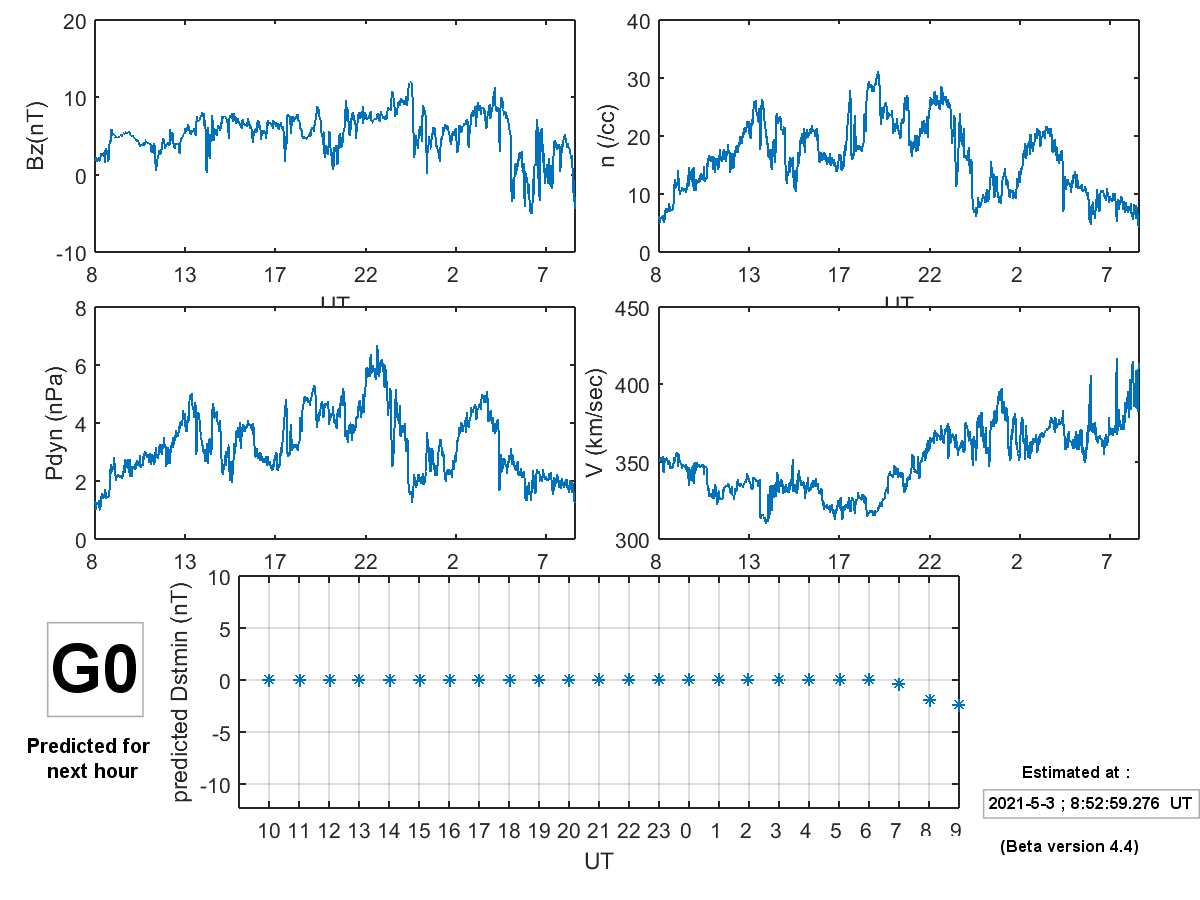 20
10
0
-10
Bz(nT)
8 13 17 22 2 7
UT
40
30
20
10
0
n (/cc)
8 13 17 22 2 7
UT
8
6
4
2
0
Pdyn (nPa)
8 13 17 22 2 7
450
400
350
300
V (km/sec)
8 13 17 22 2 7
10
5
0
-5
-10
predicted Dstmin (nT)
10 11 12 13 14 15 16 17 18 19 20 21 22 23 0 1 2 3 4 5 6 7 8 9
UT
G0
Predicted for
next hour
Estimated at :
2021-5-3 ; 8:52:59.276 UT
(Beta version 4.4)